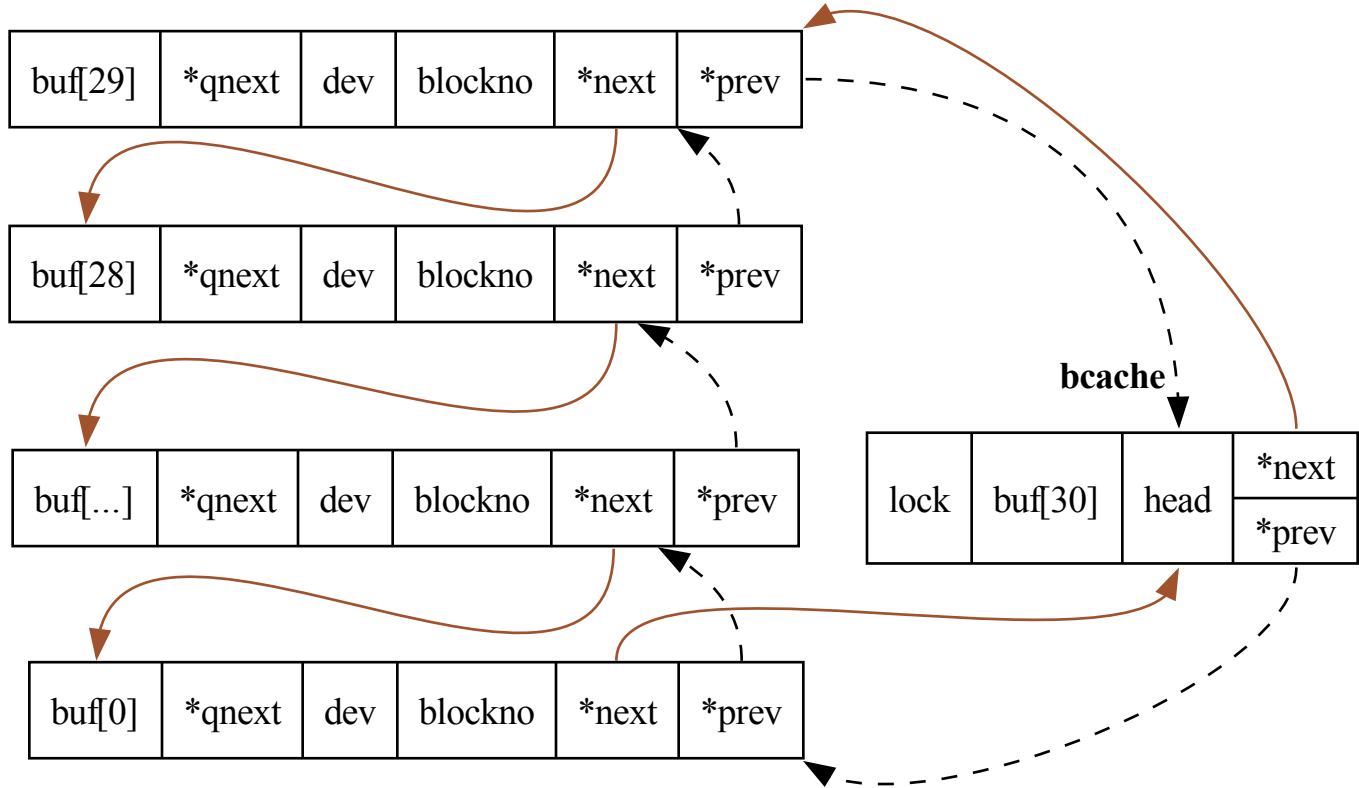 buf[29] *qnext dev blockno *next *prev
buf[28] *qnext dev blockno *next *prev
bcache
buf[...] *qnext dev blockno *next *prev
lock buf[30] head *next
*prev
buf[0] *qnext dev blockno *next *prev